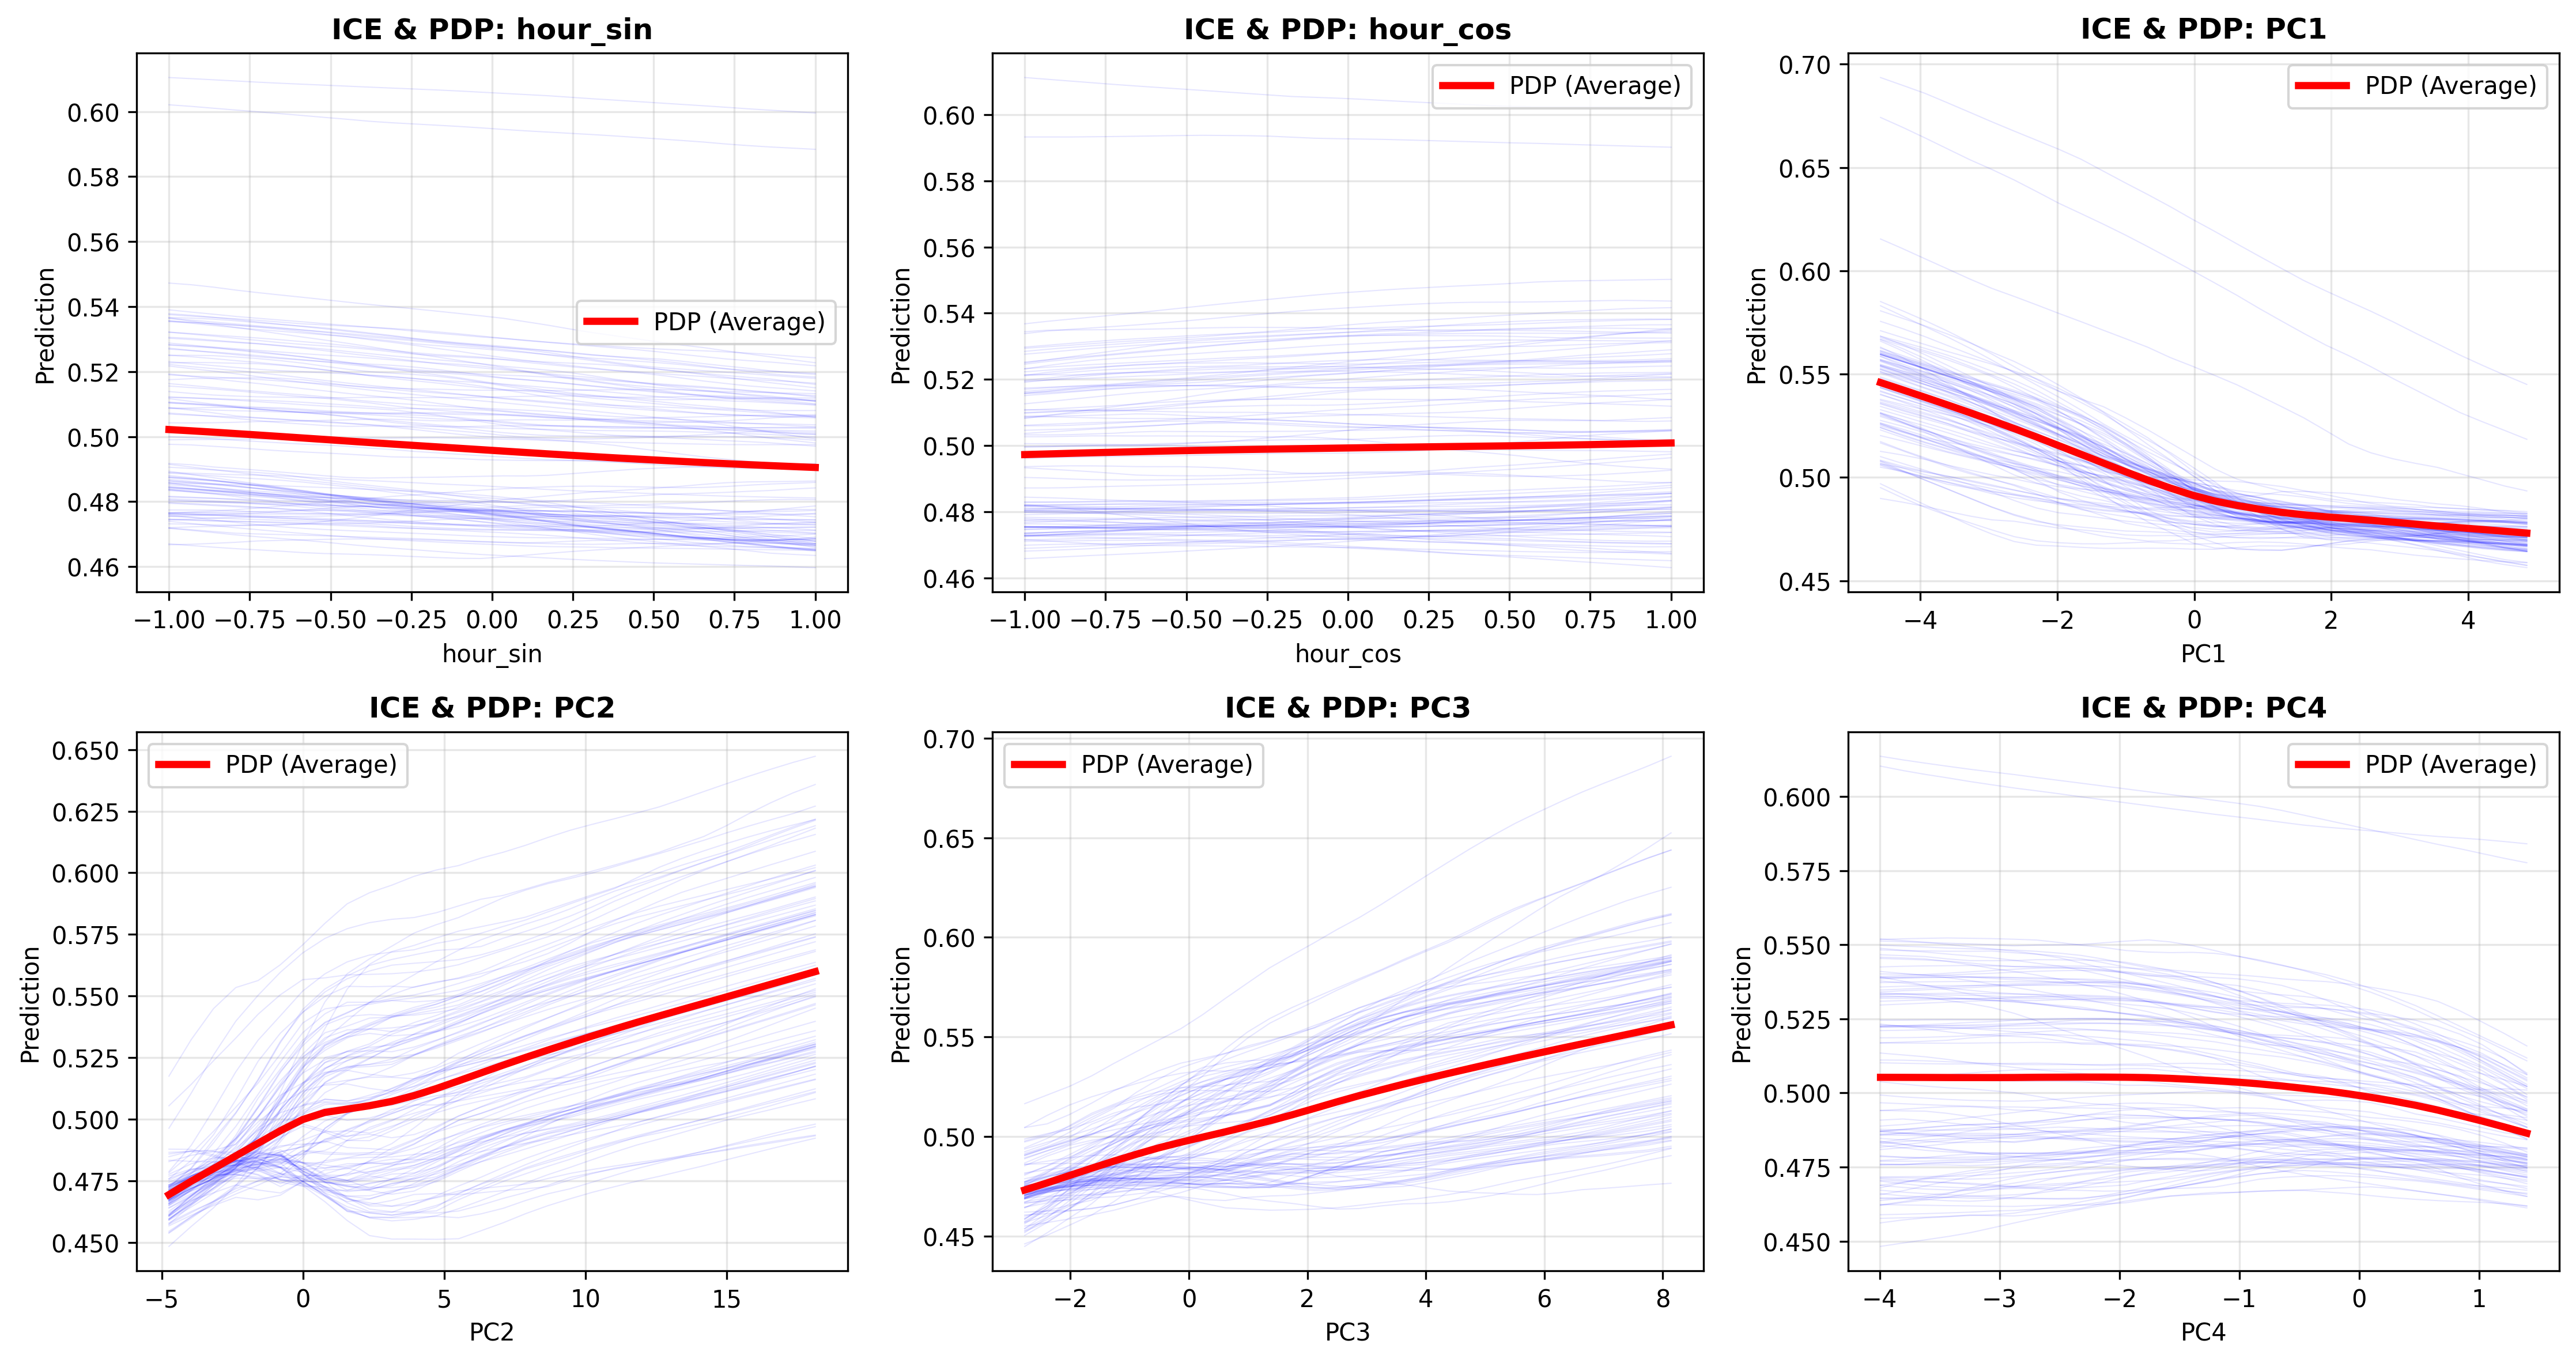 ICE & PDP: hour_sin
Prediction
0.60
0.58
0.56
0.54
0.52
0.50
0.48
0.46
PDP (Average)
−1.00 −0.75 −0.50 −0.25 0.00 0.25 0.50 0.75 1.00
hour_sin
ICE & PDP: hour_cos
Prediction
0.60
0.58
0.56
0.54
0.52
0.50
0.48
0.46
PDP (Average)
−1.00 −0.75 −0.50 −0.25 0.00 0.25 0.50 0.75 1.00
hour_cos
ICE & PDP: PC1
Prediction
0.70
0.65
0.60
0.55
0.50
0.45
PDP (Average)
−4 −2 0 2 4
PC1
ICE & PDP: PC2
Prediction
0.650
0.625
0.600
0.575
0.550
0.525
0.500
0.475
0.450
PDP (Average)
−5 0 5 10 15
PC2
ICE & PDP: PC3
Prediction
0.70
0.65
0.60
0.55
0.50
0.45
PDP (Average)
−2 0 2 4 6 8
PC3
ICE & PDP: PC4
Prediction
0.600
0.575
0.550
0.525
0.500
0.475
0.450
PDP (Average)
−4 −3 −2 −1 0 1
PC4